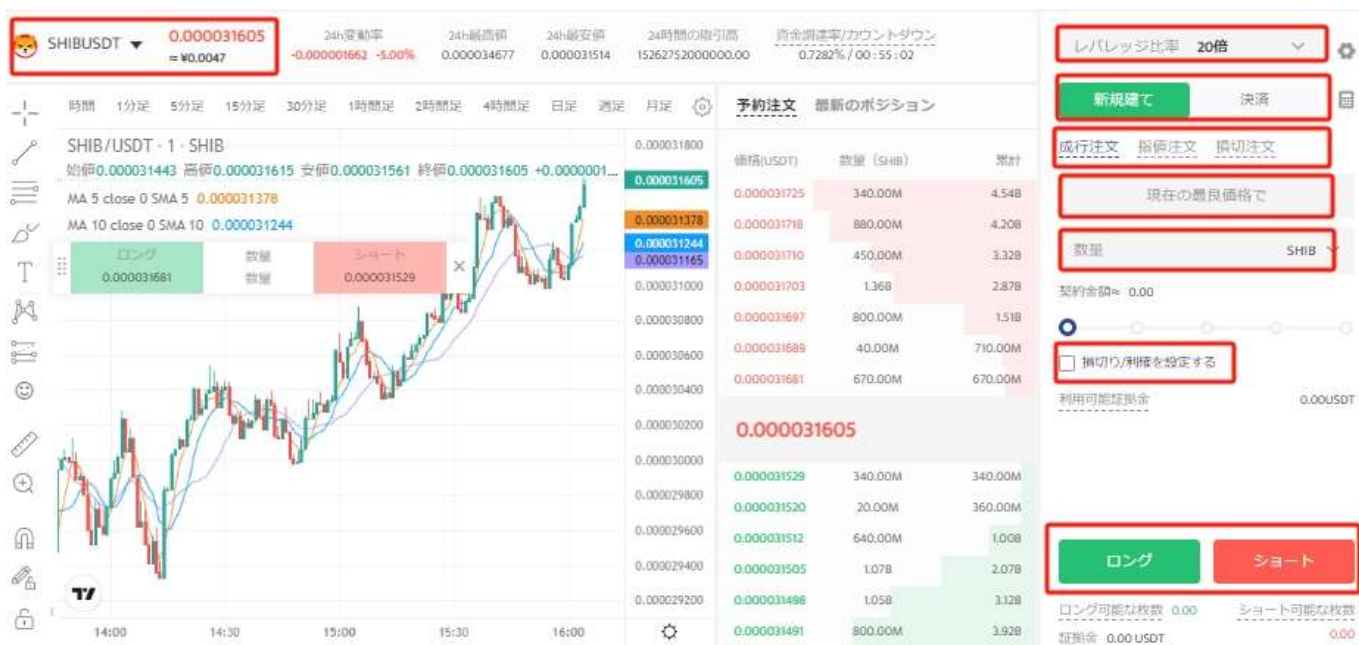 SHIBUSDT ▼ 0.000031605 ≈ ¥0.0047
24h変動率 24h最高値 24h最安値 24時間の取引高 資金調達率/カウントダウン
-0.000001662 -5.00% 0.000034677 0.000031514 15262752000000.00 0.7282% / 00 : 55 : 02
時間 1分足 5分足 15分足 30分足 1時間足 2時間足 4時間足 日足 週足 月足
SHIB/USDT · 1 · SHIB
始値0.000031443 高値0.000031615 安値0.000031561 終値0.000031605 +0.0000001...
MA 5 close 0 SMA 5 0.000031378
MA 10 close 0 SMA 10 0.000031244
ロング 数量 ショート
0.000031681 数量 0.000031529
0.000031800
0.000031605
0.000031378
0.000031244
0.000031165
0.000031000
0.000030800
0.000030600
0.000030400
0.000030200
0.000030000
0.000029800
0.000029600
0.000029400
0.000029200
14:00 14:30 15:00 15:30 16:00
予約注文 最新のポジション
価格(USDT) 数量 (SHIB) 累計
0.000031725 340.00M 4.54B
0.000031718 880.00M 4.20B
0.000031710 450.00M 3.32B
0.000031703 1.36B 2.87B
0.000031697 800.00M 1.51B
0.000031689 40.00M 710.00M
0.000031681 670.00M 670.00M
0.000031605
0.000031529 340.00M 340.00M
0.000031520 20.00M 360.00M
0.000031512 640.00M 1.00B
0.000031505 1.07B 2.07B
0.000031498 1.05B 3.12B
0.000031491 800.00M 3.92B
レバレッジ比率 20倍
新規建て 決済
成行注文 指値注文 損切注文
現在の最良価格で
数量 SHIB
契約金額≈ 0.00
損切り/利確を設定する
利用可能証拠金 0.00USDT
ロング ショート
ロング可能な枚数 0.00 ショート可能な枚数
証拠金 0.00 USDT 0.00